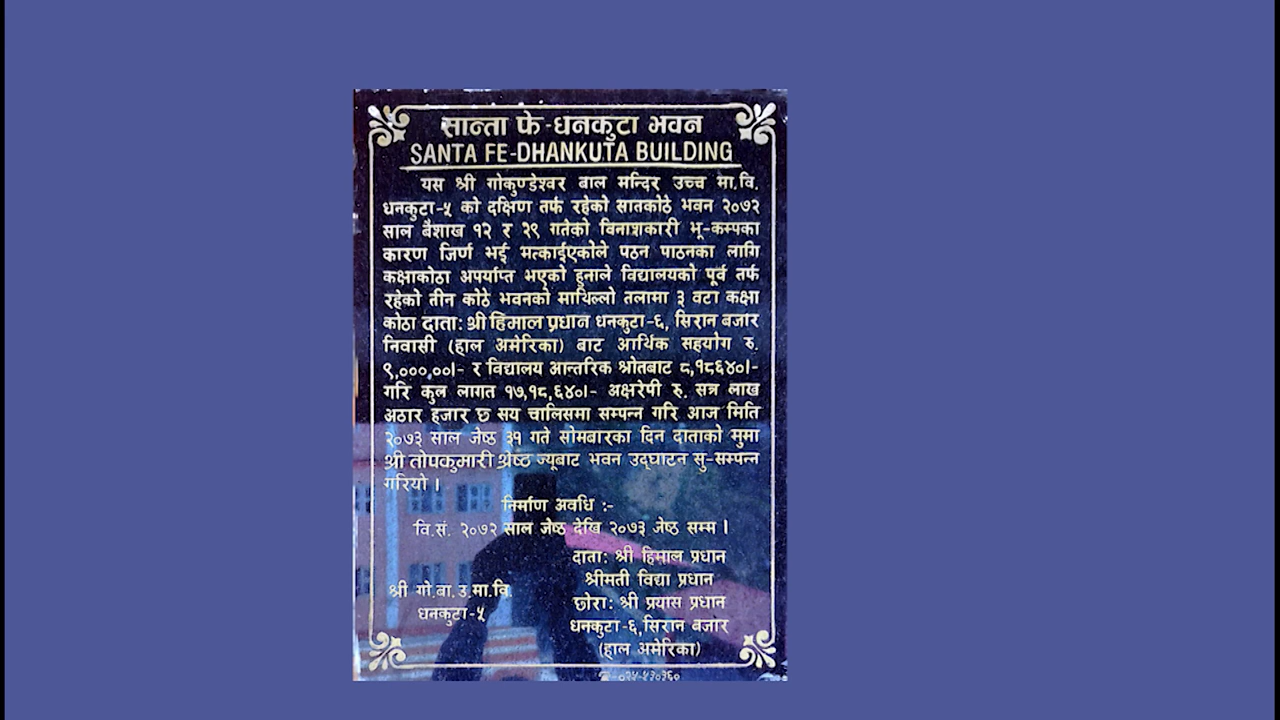 सान्ता फे-धनकुटा भवन
SANTA FE-DHANKUTA BUILDING
यस श्री गोकुण्डेश्वर बाल मन्दिर उच्च मा.वि.
धनकुटा-५ को दक्षिण तर्फ रहेको सातकोठे भवन २०७२
साल बैशाख १२ र २९ गतेको विनाशकारी भू-कम्पका
कारण जिर्ण भई मत्काईएकोले पठन पाठनका लागि
कक्षाकोठा अपर्याप्त भएको हुनाले विद्यालयको पूर्व तर्फ
रहेको तीन कोठे भवनको माथिल्लो तलामा ३ वटा कक्षा
कोठा दाता: श्री हिमाल प्रधान धनकुटा-६, सिरान बजार
निवासी (हाल अमेरिका) बाट आर्थिक सहयोग रु.
९,०००,००।- र विद्यालय आन्तरिक श्रोतबाट ८,१८६४०।-
गरि कुल लागत १७,१८,६४०।- अक्षरेपी रु. सत्र लाख
अठार हजार छ सय चालिसमा सम्पन्न गरि आज मिति
२०७३ साल जेष्ठ ३१ गते सोमबारका दिन दाताको मुमा
श्री तोपकुमारी श्रेष्ठ ज्यूबाट भवन उद्घाटन सु-सम्पन्न
गरियो ।
निर्माण अवधि :-
वि.सं. २०७२ साल जेष्ठ देखि २०७३ जेष्ठ सम्म ।
दाता: श्री हिमाल प्रधान
श्रीमती विद्या प्रधान
छोरा: श्री प्रयास प्रधान
धनकुटा-६,सिरान बजार
(हाल अमेरिका)
श्री गो.बा.उ.मा.वि.
धनकुटा-५